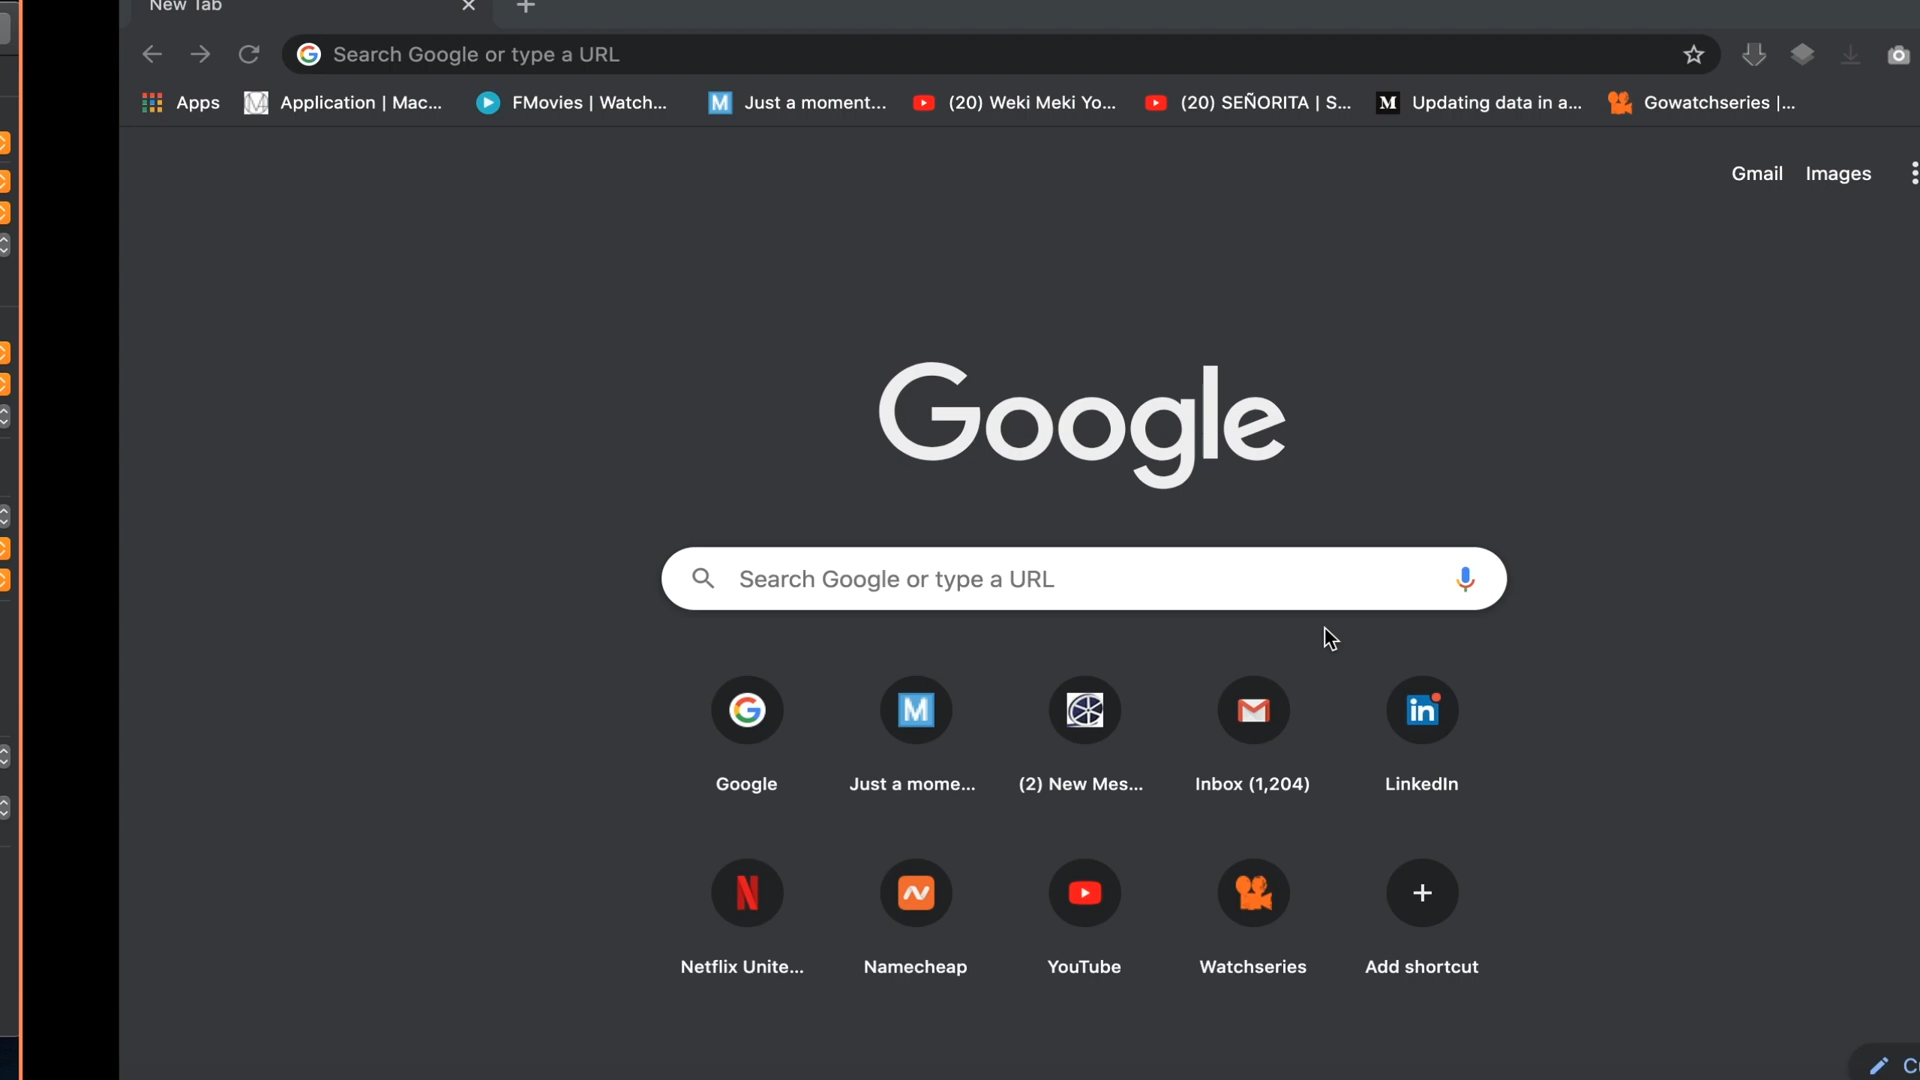 New Tab
Search Google or type a URL
Apps
Application | Mac...
FMovies | Watch...
Just a moment...
(20) Weki Meki Yo...
(20) SEÑORITA | S...
Updating data in a...
Gowatchseries |...
Gmail
Images
Google
Search Google or type a URL
Google
Just a mome...
(2) New Mes...
Inbox (1,204)
LinkedIn
Netflix Unite...
Namecheap
YouTube
Watchseries
Add shortcut